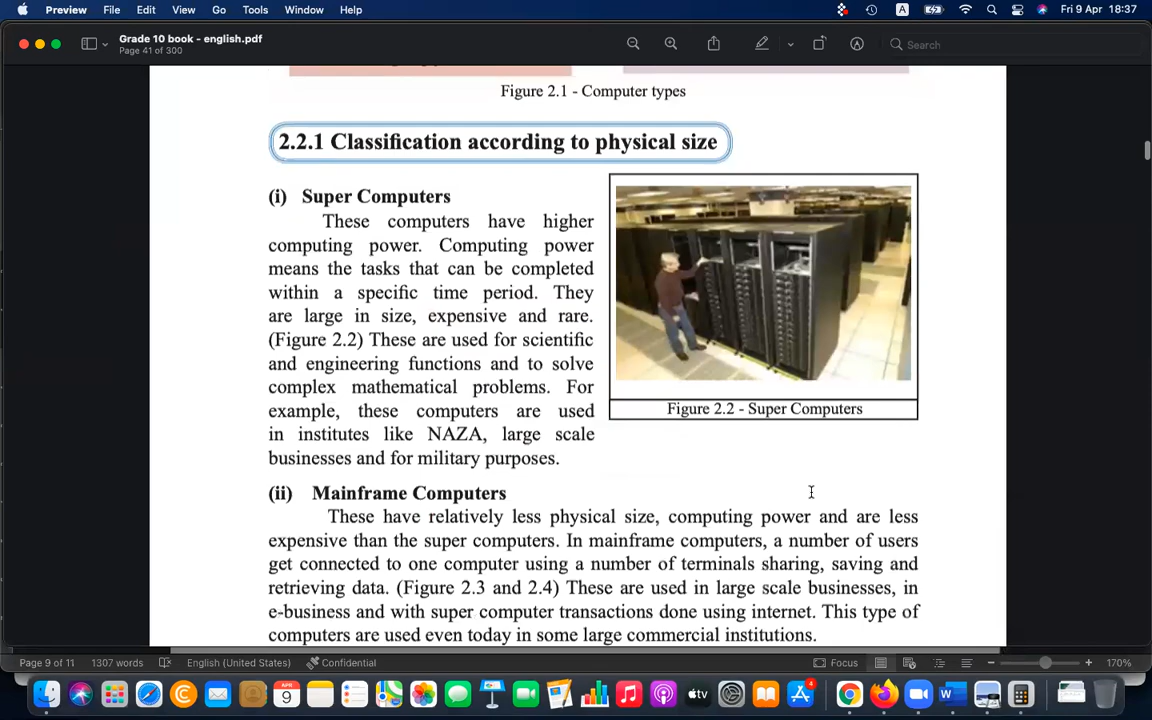 Preview File Edit View Go Tools Window Help A Fri 9 Apr 18:37
Grade 10 book - english.pdf
Page 41 of 300
Search
Figure 2.1 - Computer types
2.2.1 Classification according to physical size
(i) Super Computers
These computers have higher
computing power. Computing power
means the tasks that can be completed
within a specific time period. They
are large in size, expensive and rare.
(Figure 2.2) These are used for scientific
and engineering functions and to solve
complex mathematical problems. For
example, these computers are used
in institutes like NAZA, large scale
businesses and for military purposes.
Figure 2.2 - Super Computers
(ii) Mainframe Computers
These have relatively less physical size, computing power and are less
expensive than the super computers. In mainframe computers, a number of users
get connected to one computer using a number of terminals sharing, saving and
retrieving data. (Figure 2.3 and 2.4) These are used in large scale businesses, in
e-business and with super computer transactions done using internet. This type of
computers are used even today in some large commercial institutions.
Page 9 of 11 1307 words English (United States) Confidential Focus 170%
APR
9
tv
4
W